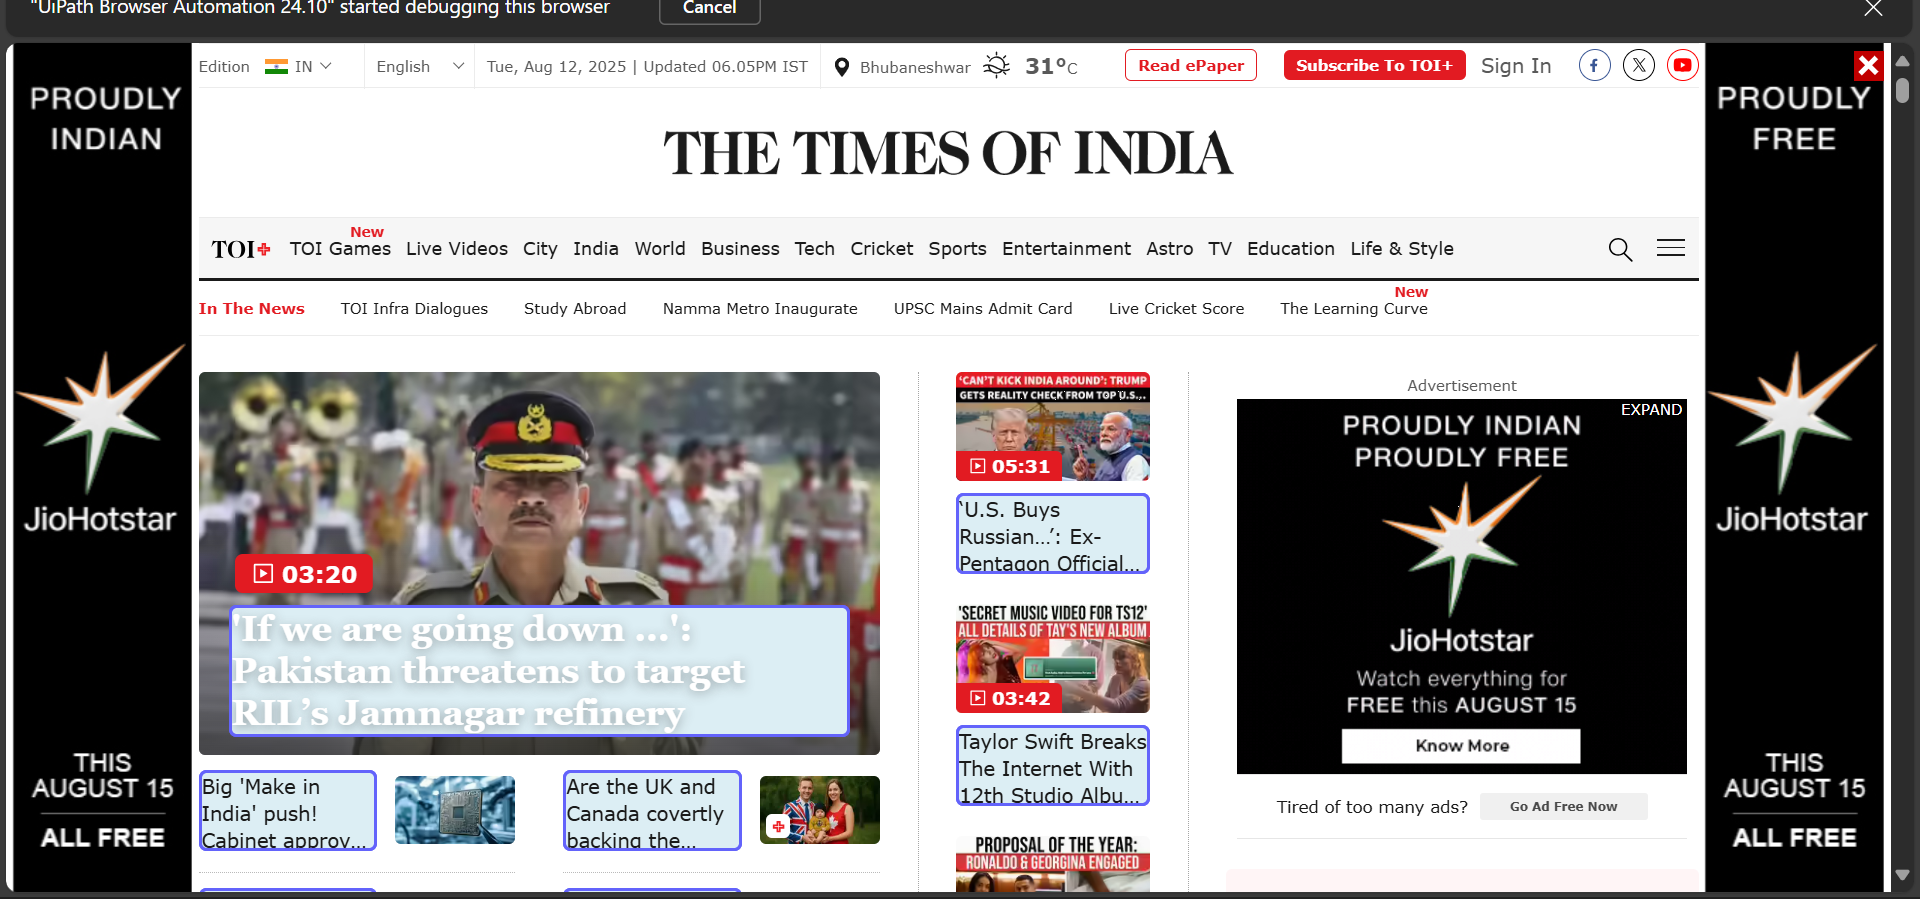 "UiPath Browser Automation 24.10" started debugging this browser
Cancel
PROUDLY
INDIAN
JioHotstar
THIS
AUGUST 15
ALL FREE
Edition IN English Tue, Aug 12, 2025 | Updated 06.05PM IST Bhubaneshwar 31°C Read ePaper Subscribe To TOI+ Sign In
THE TIMES OF INDIA
New
TOI+ TOI Games Live Videos City India World Business Tech Cricket Sports Entertainment Astro TV Education Life & Style
New
In The News TOI Infra Dialogues Study Abroad Namma Metro Inaugurate UPSC Mains Admit Card Live Cricket Score The Learning Curve
03:20
'If we are going down ...':
Pakistan threatens to target
RIL’s Jamnagar refinery
Big 'Make in
India' push!
Cabinet approv...
Are the UK and
Canada covertly
backing the...
‘CAN’T KICK INDIA AROUND’: TRUMP
GETS REALITY CHECK FROM TOP U.S...
05:31
‘U.S. Buys
Russian...’: Ex-
Pentagon Official...
'SECRET MUSIC VIDEO FOR TS12'
ALL DETAILS OF TAY'S NEW ALBUM
03:42
Taylor Swift Breaks
The Internet With
12th Studio Albu...
PROPOSAL OF THE YEAR:
RONALDO & GEORGINA ENGAGED
Advertisement
EXPAND
PROUDLY INDIAN
PROUDLY FREE
JioHotstar
Watch everything for
FREE this AUGUST 15
Know More
Tired of too many ads? Go Ad Free Now
PROUDLY
FREE
JioHotstar
THIS
AUGUST 15
ALL FREE